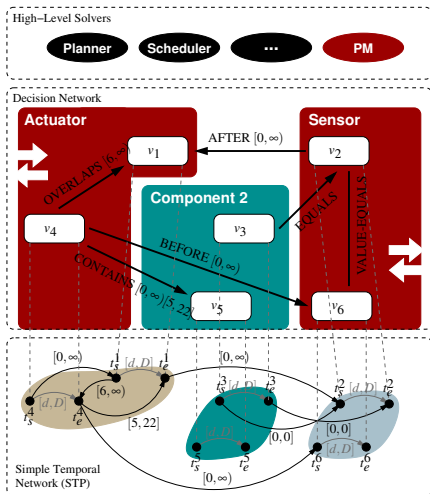 High-Level Solvers
Planner
Scheduler
...
PM
Decision Network
Actuator
Sensor
v1
AFTER [0, ∞)
v2
OVERLAPS [6, ∞)
Component 2
EQUALS
VALUE-EQUALS
v4
v3
BEFORE [0, ∞)
CONTAINS [0, ∞)[5, 22]
v5
v6
[0, ∞)
t1s
[d, D]
t1e
[0, ∞)
[6, ∞)
t3s
[d, D]
t3e
t2s
[d, D]
t2e
t4s
[d, D]
t4e
[5, 22]
[0, 0]
[0, 0]
t5s
[d, D]
t5e
t6s
[d, D]
t6e
[0, ∞)
Simple Temporal
Network (STP)